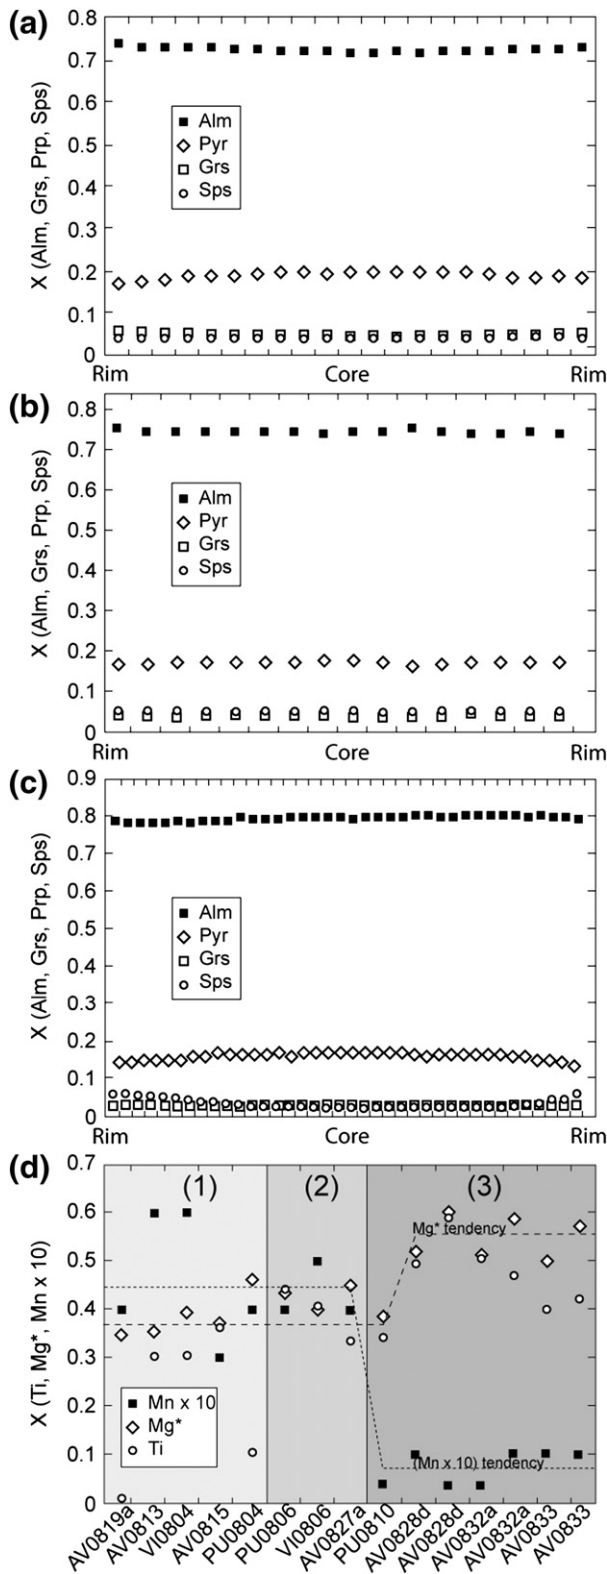 (a)
0.8
0.7
0.6
0.5
0.4
0.3
0.2
0.1
0
X (Alm, Grs, Prp, Sps)
Alm
Pyr
Grs
Sps
Rim Core Rim
(b)
0.8
0.7
0.6
0.5
0.4
0.3
0.2
0.1
0
X (Alm, Grs, Prp, Sps)
Alm
Pyr
Grs
Sps
Rim Core Rim
(c)
0.9
0.8
0.7
0.6
0.5
0.4
0.3
0.2
0.1
0
X (Alm, Grs, Prp, Sps)
Alm
Pyr
Grs
Sps
Rim Core Rim
(d)
0.7
0.6
0.5
0.4
0.3
0.2
0.1
0
X (Ti, Mg*, Mn x 10)
(1) (2) (3)
Mg* tendency
Mn x 10
Mg*
Ti
(Mn x 10) tendency
AV0819a
AV0813
VI0804
AV0815
PU0804
PU0806
VI0806
AV0827a
PU0810
AV0828d
AV0828d
AV0832a
AV0832a
AV0833
AV0833